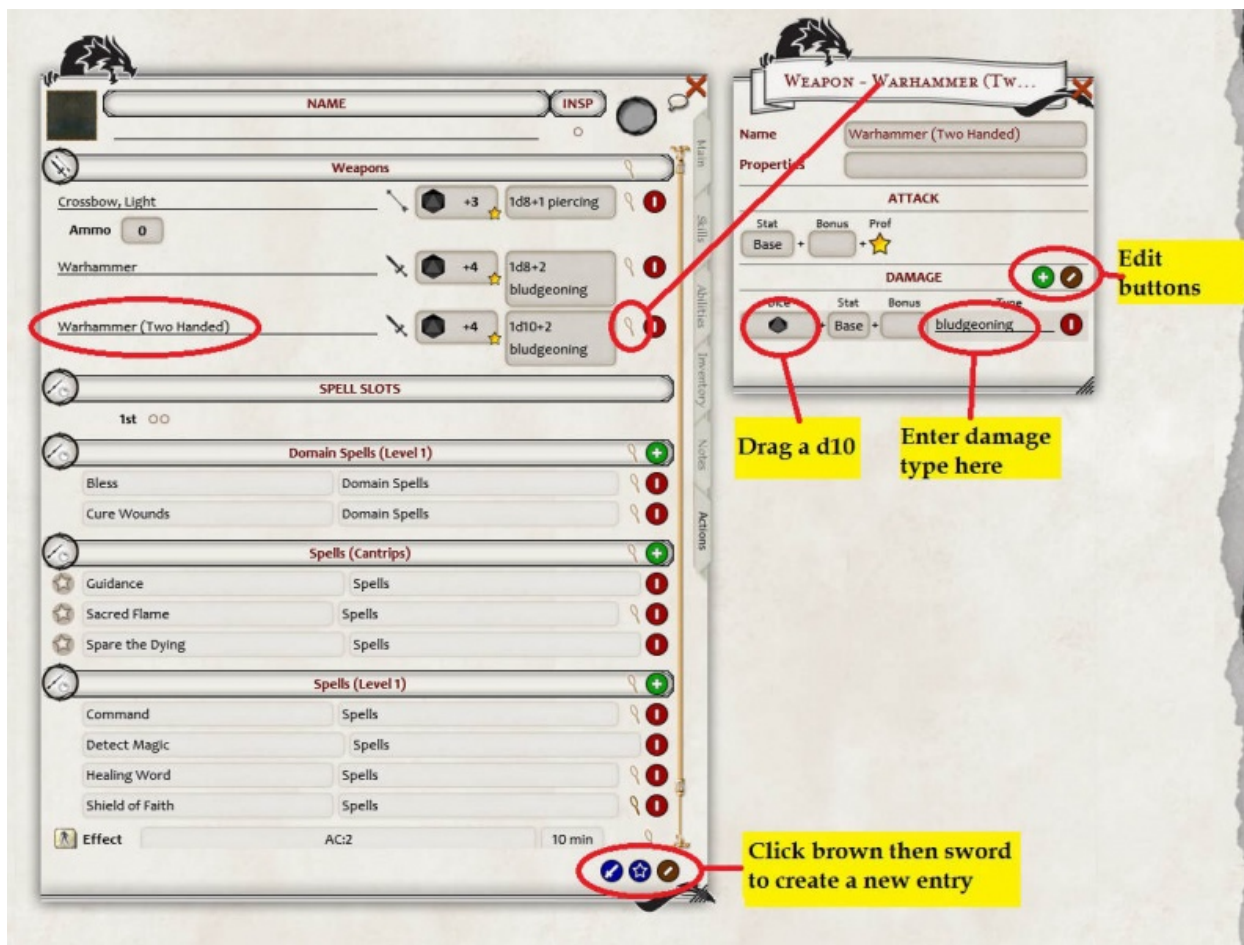 NAME
INSP
Weapons
Crossbow, Light
+3
1d8+1 piercing
Ammo 0
Warhammer
+4
1d8+2
bludgeoning
Warhammer (Two Handed)
+4
1d10+2
bludgeoning
SPELL SLOTS
1st
Domain Spells (Level 1)
Bless Domain Spells
Cure Wounds Domain Spells
Spells (Cantrips)
Guidance Spells
Sacred Flame Spells
Spare the Dying Spells
Spells (Level 1)
Command Spells
Detect Magic Spells
Healing Word Spells
Shield of Faith Spells
Effect AC:2 10 min
Main
Skills
Abilities
Inventory
Notes
Actions
WEAPON - WARHAMMER (TW...
Name Warhammer (Two Handed)
Properties
ATTACK
Stat Bonus Prof
Base + +
DAMAGE
Dice Stat Bonus Type
+ Base + bludgeoning
Edit
buttons
Drag a d10
Enter damage
type here
Click brown then sword
to create a new entry